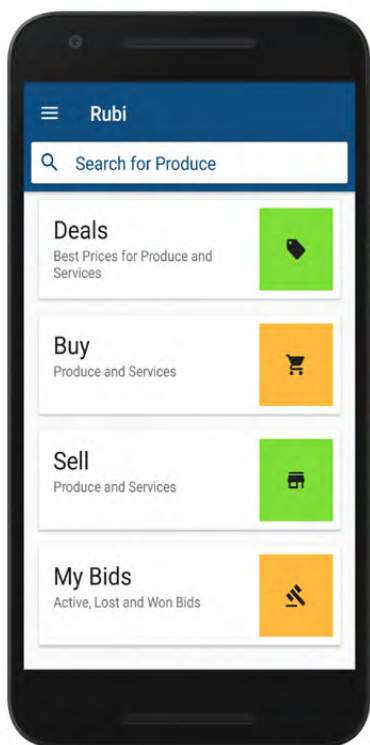 Rubi
Search for Produce
Deals
Best Prices for Produce and
Services
Buy
Produce and Services
Sell
Produce and Services
My Bids
Active, Lost and Won Bids